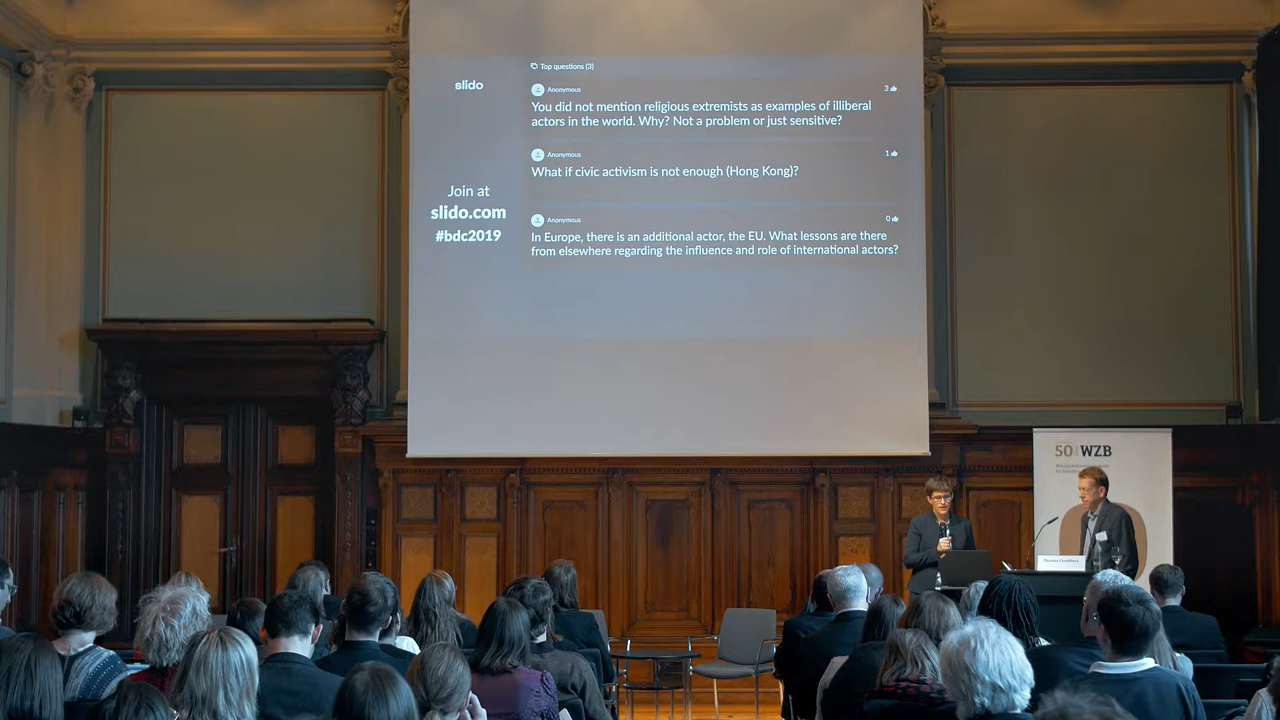 slido
Join at
slido.com
#bdc2019
Top questions (3)
Anonymous
3
You did not mention religious extremists as examples of illiberal
actors in the world. Why? Not a problem or just sensitive?
Anonymous
1
What if civic activism is not enough (Hong Kong)?
Anonymous
0
In Europe, there is an additional actor, the EU. What lessons are there
from elsewhere regarding the influence and role of international actors?
50 WZB